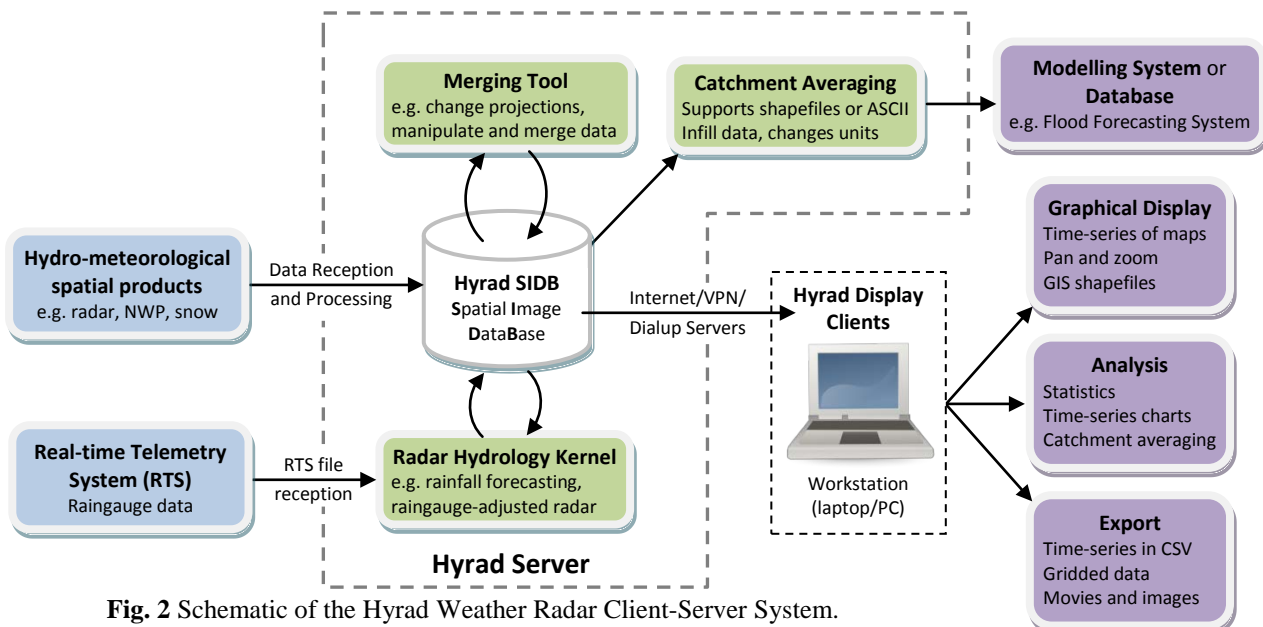 Merging Tool
e.g. change projections,
manipulate and merge data
Catchment Averaging
Supports shapefiles or ASCII
Infill data, changes units
Modelling System or
Database
e.g. Flood Forecasting System
Hydro-meteorological
spatial products
e.g. radar, NWP, snow
Data Reception
and Processing
Hyrad SIDB
Spatial Image
DataBase
Internet/VPN/
Dialup Servers
Hyrad Display
Clients
Workstation
(laptop/PC)
Graphical Display
Time-series of maps
Pan and zoom
GIS shapefiles
Analysis
Statistics
Time-series charts
Catchment averaging
Real-time Telemetry
System (RTS)
Raingauge data
RTS file
reception
Radar Hydrology Kernel
e.g. rainfall forecasting,
raingauge-adjusted radar
Export
Time-series in CSV
Gridded data
Movies and images
Hyrad Server
Fig. 2 Schematic of the Hyrad Weather Radar Client-Server System.